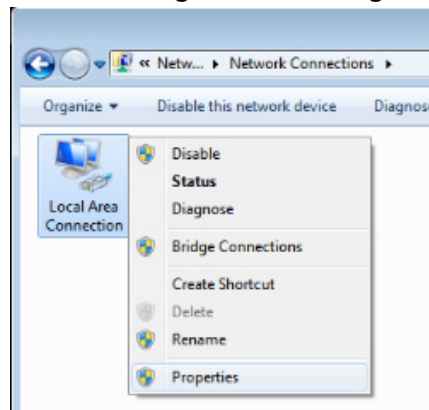 « Netw... ▸ Network Connections ▸
Organize ▾ Disable this network device Diagnos
Local Area
Connection
Disable
Status
Diagnose
Bridge Connections
Create Shortcut
Delete
Rename
Properties